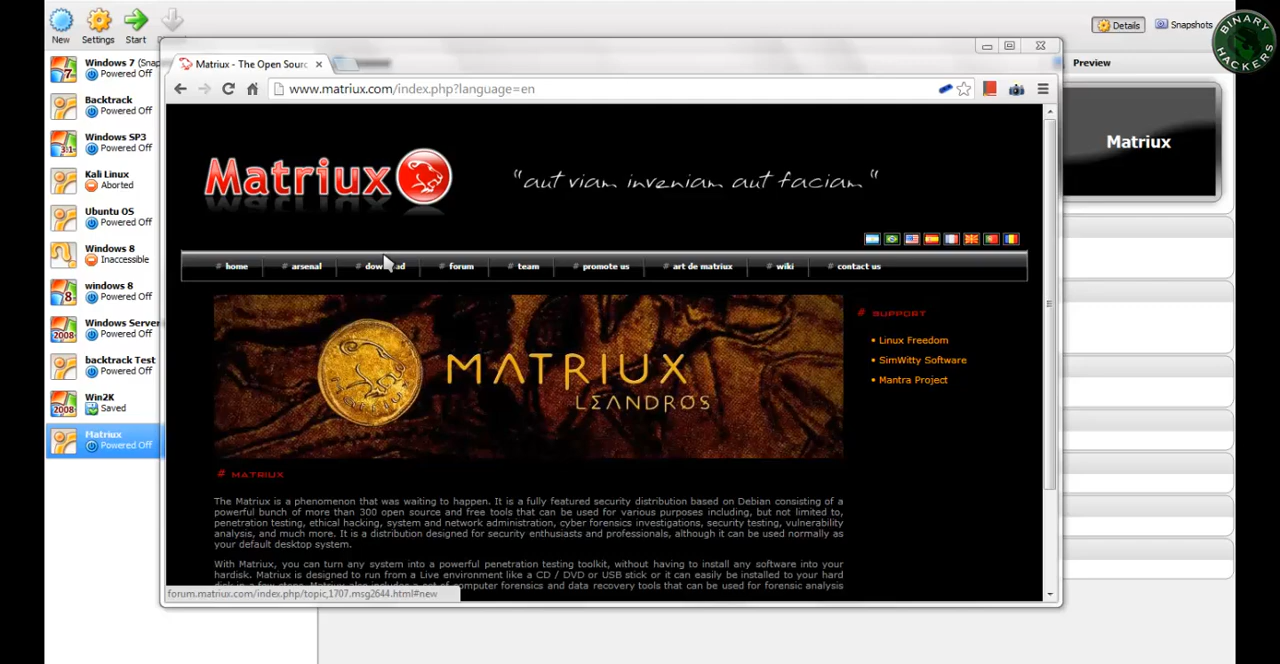 New
Settings
Start
Details
Snapshots
BINARY HACKERS
Windows 7 (Snap
Powered Off
Backtrack
Powered Off
Windows SP3
Powered Off
Kali Linux
Aborted
Ubuntu OS
Powered Off
Windows 8
Inaccessible
windows 8
Powered Off
Windows Server
Powered Off
backtrack Test
Powered Off
Win2K
Saved
Matriux
Powered Off
Preview
Matriux
Matriux - The Open Sourc
www.matriux.com/index.php?language=en
Matriux
"aut viam inveniam aut faciam"
# home
# arsenal
# forum
# team
# promote us
# art de matriux
# wiki
# contact us
MATRIUX
LEANDROS
# SUPPORT
• Linux Freedom
• SimWitty Software
• Mantra Project
# MATRIUX
The Matriux is a phenomenon that was waiting to happen. It is a fully featured security distribution based on Debian consisting of a
powerful bunch of more than 300 open source and free tools that can be used for various purposes including, but not limited to,
penetration testing, ethical hacking, system and network administration, cyber forensics investigations, security testing, vulnerability
analysis, and much more. It is a distribution designed for security enthusiasts and professionals, although it can be used normally as
your default desktop system.
With Matriux, you can turn any system into a powerful penetration testing toolkit, without having to install any software into your
hardisk. Matriux is designed to run from a Live environment like a CD / DVD or USB stick or it can easily be installed to your hard
computer forensics and data recovery tools that can be used for forensic analysis
forum.matriux.com/index.php/topic,1707.msg2644.html#new